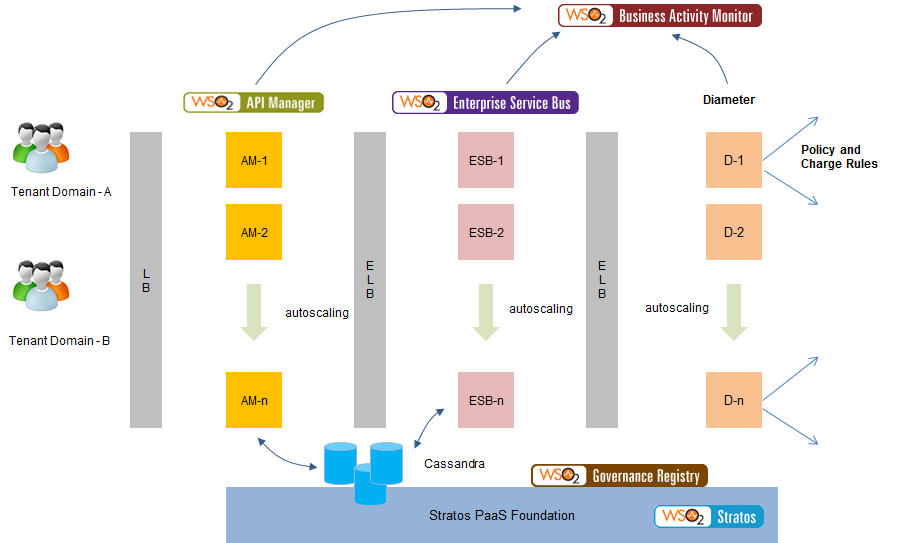 WSO2 Business Activity Monitor
WSO2 API Manager
WSO2 Enterprise Service Bus
Diameter
Tenant Domain - A
AM-1
ESB-1
D-1
Policy and
Charge Rules
AM-2
ESB-2
D-2
L
B
E
L
B
E
L
B
Tenant Domain - B
autoscaling
autoscaling
autoscaling
AM-n
ESB-n
D-n
Cassandra
WSO2 Governance Registry
Stratos PaaS Foundation
WSO2 Stratos